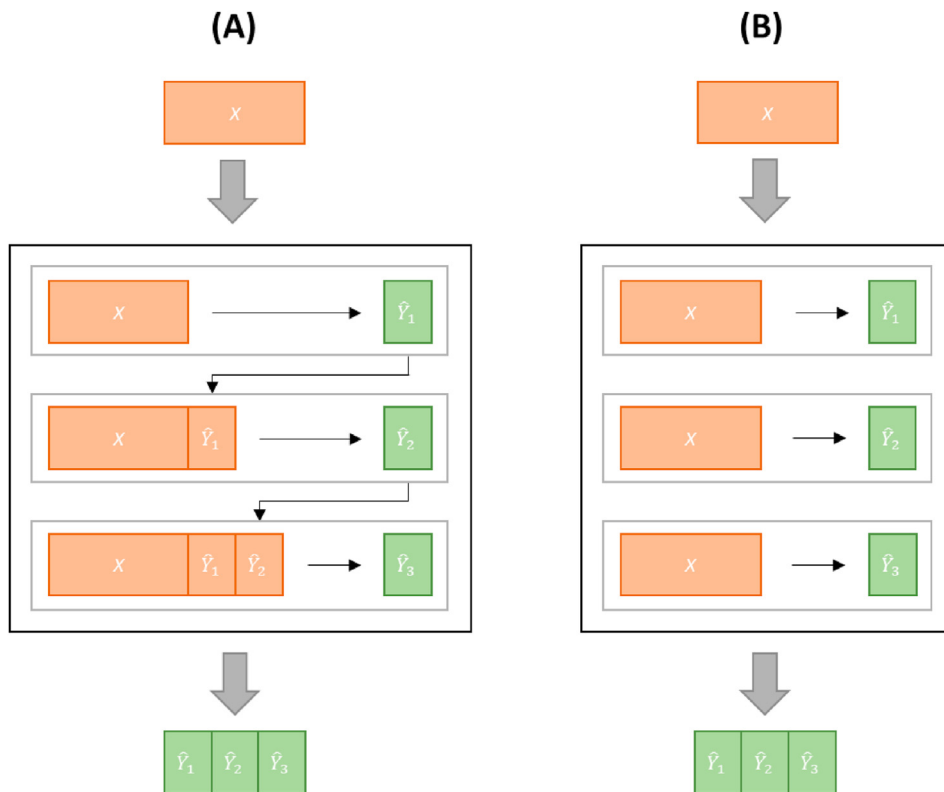 (A) (B)
X X
X Ŷ₁ X Ŷ₁
X Ŷ₁ Ŷ₂ X Ŷ₂
X Ŷ₁ Ŷ₂ Ŷ₃ X Ŷ₃
Ŷ₁ Ŷ₂ Ŷ₃ Ŷ₁ Ŷ₂ Ŷ₃